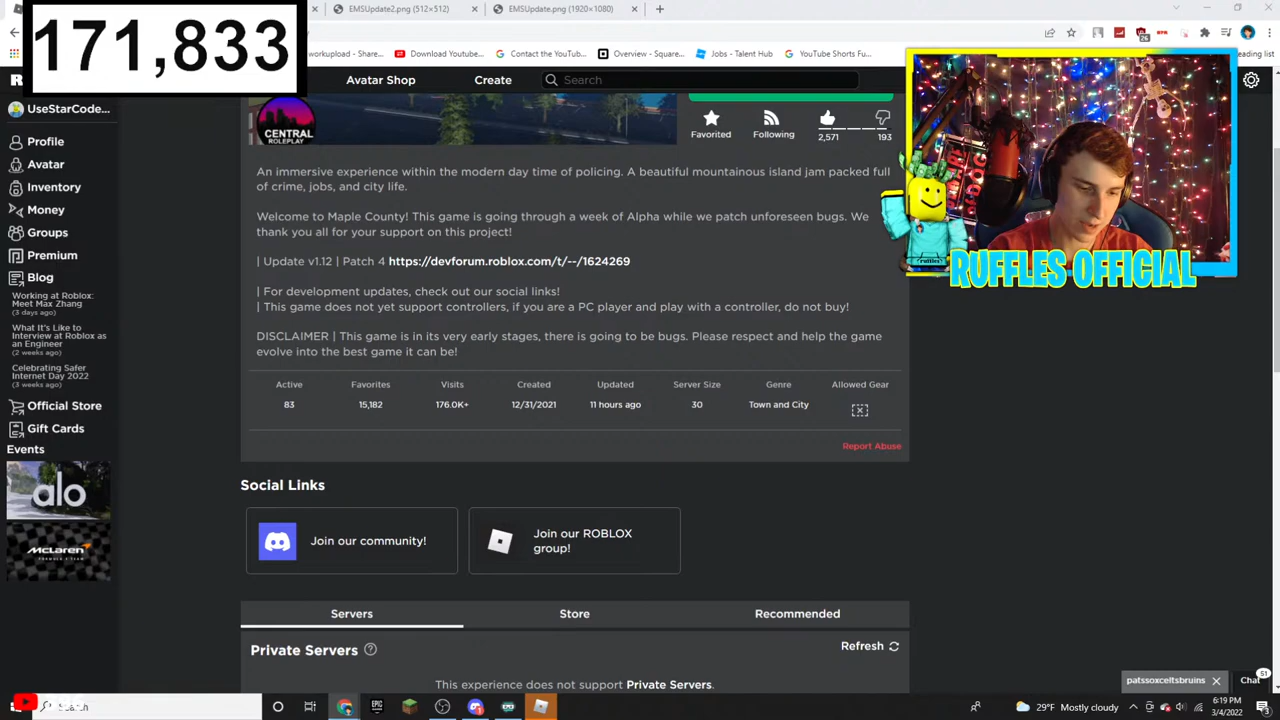 171,833
EMSUpdate2.png (512×512)
EMSUpdate.png (1920×1080)
workupload - Share...
Download Youtube...
Contact the YouTub...
Overview - Square...
Jobs - Talent Hub
YouTube Shorts Fu...
ading list
Avatar Shop
Create
Search
UseStarCode...
Profile
Avatar
Inventory
Money
Groups
Premium
Blog
Working at Roblox:
Meet Max Zhang
(3 days ago)
What It's Like to
Interview at Roblox as
an Engineer
(2 weeks ago)
Celebrating Safer
Internet Day 2022
(3 weeks ago)
Official Store
Gift Cards
Events
alo
McLaren
FORMULA 1 TEAM
CENTRAL
ROLEPLAY
Favorited
Following
2,571
193
An immersive experience within the modern day time of policing. A beautiful mountainous island jam packed full
of crime, jobs, and city life.
Welcome to Maple County! This game is going through a week of Alpha while we patch unforeseen bugs. We
thank you all for your support on this project!
| Update v1.12 | Patch 4 https://devforum.roblox.com/t/--/1624269
| For development updates, check out our social links!
| This game does not yet support controllers, if you are a PC player and play with a controller, do not buy!
DISCLAIMER | This game is in its very early stages, there is going to be bugs. Please respect and help the game
evolve into the best game it can be!
Active Favorites Visits Created Updated Server Size Genre Allowed Gear
83 15,182 176.0K+ 12/31/2021 11 hours ago 30 Town and City
Report Abuse
Social Links
Join our community!
Join our ROBLOX
group!
Servers Store Recommended
Private Servers
Refresh
This experience does not support Private Servers.
RUFFLES OFFICIAL
patssoxceltsbruins
Chat
51
29°F Mostly cloudy
6:19 PM
3/4/2022